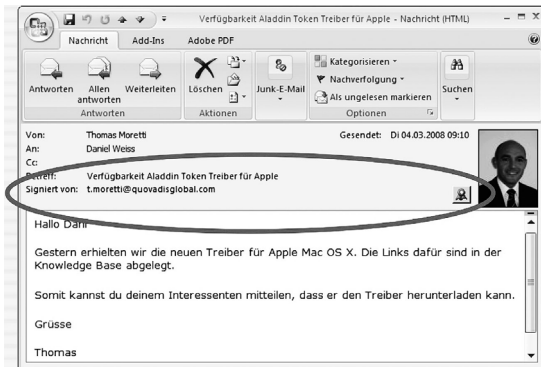 Verfügbarkeit Aladdin Token Treiber für Apple - Nachricht (HTML)
Nachricht Add-Ins Adobe PDF
Antworten Allen antworten Weiterleiten Löschen Junk-E-Mail Kategorisieren Nachverfolgung Als ungelesen markieren Suchen
Antworten Aktionen Optionen
Von: Thomas Moretti Gesendet: Di 04.03.2008 09:10
An: Daniel Weiss
Cc:
Betreff: Verfügbarkeit Aladdin Token Treiber für Apple
Signiert von: t.moretti@quovadisglobal.com
Hallo Dani
Gestern erhielten wir die neuen Treiber für Apple Mac OS X. Die Links dafür sind in der
Knowledge Base abgelegt.
Somit kannst du deinem Interessenten mitteilen, dass er den Treiber herunterladen kann.
Grüsse
Thomas